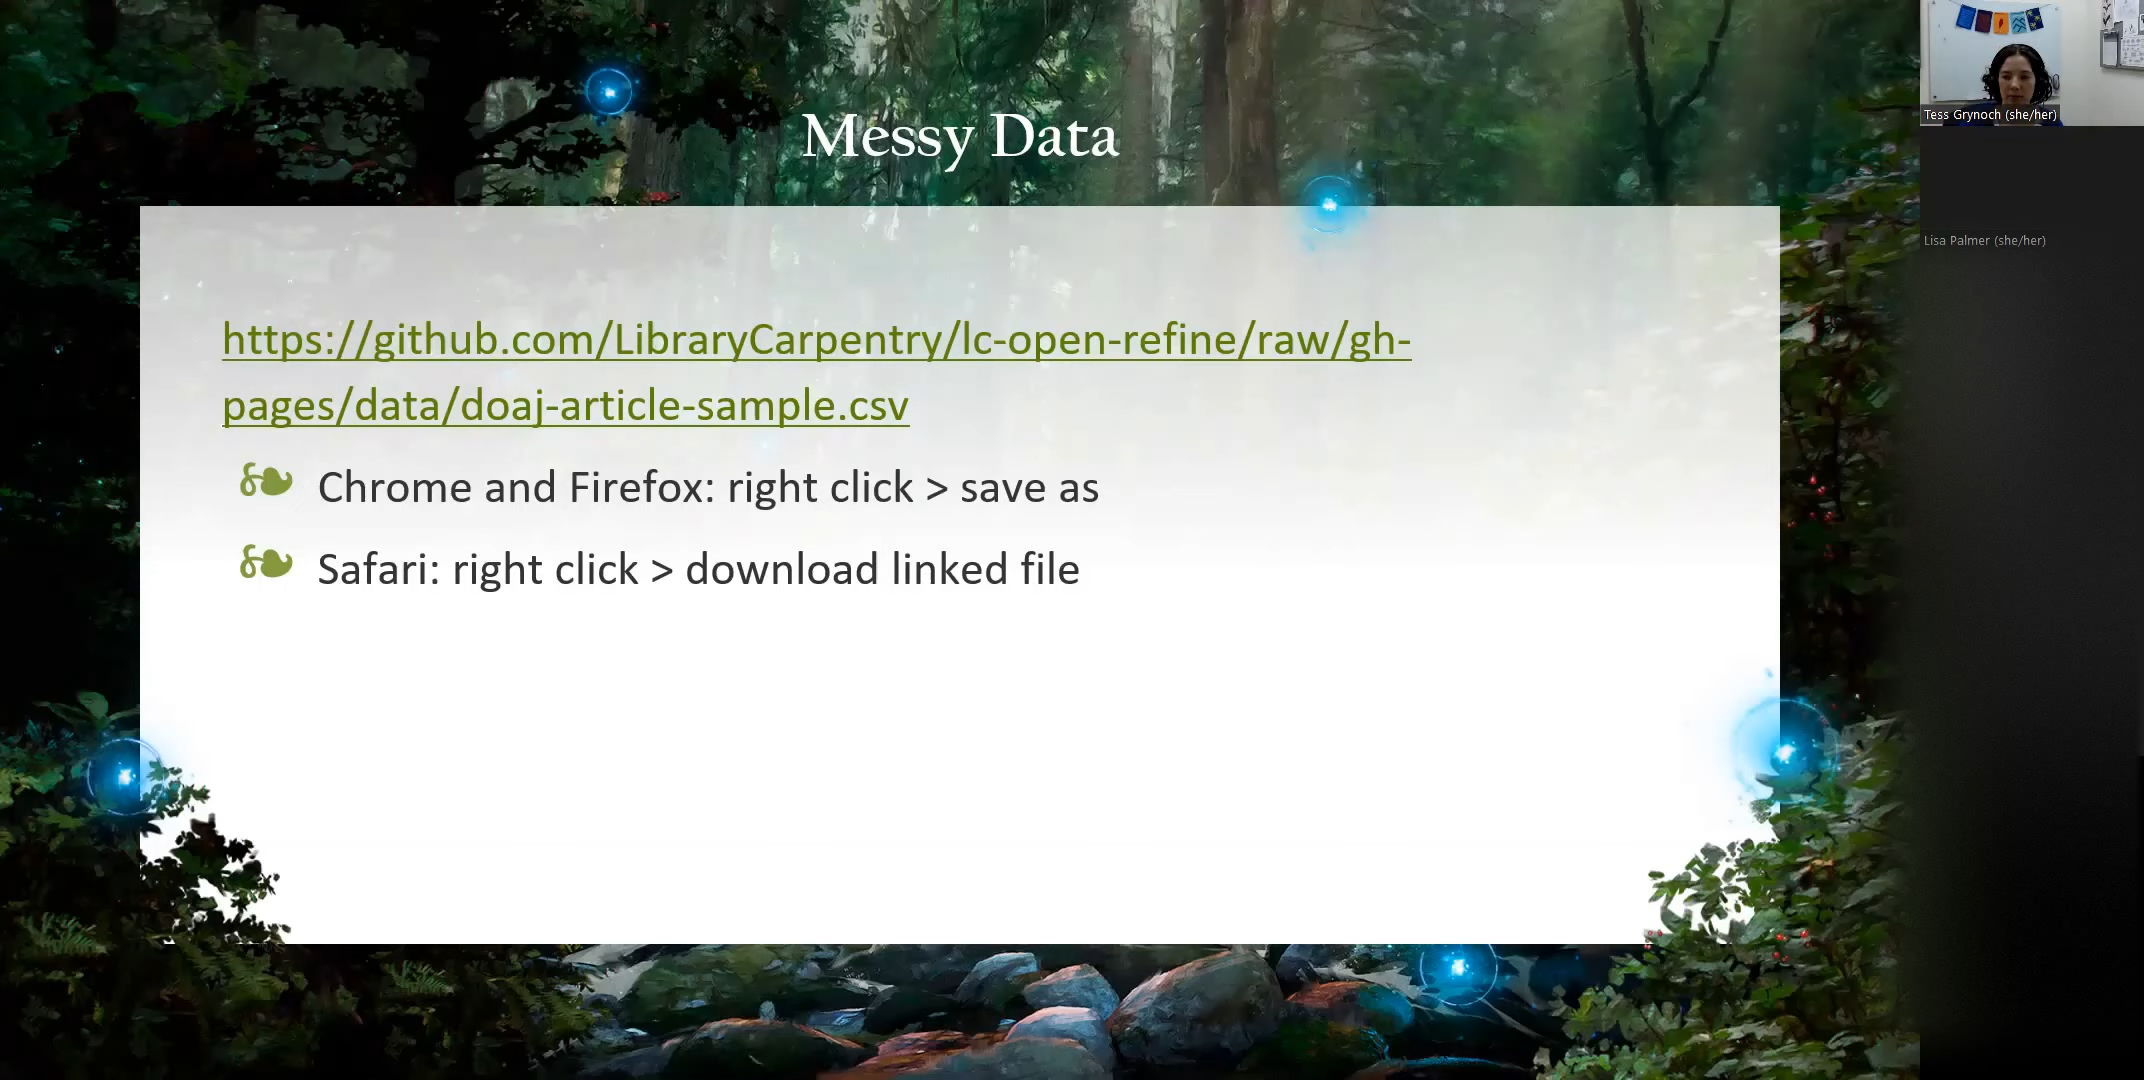 Messy Data
https://github.com/LibraryCarpentry/lc-open-refine/raw/gh-
pages/data/doaj-article-sample.csv
Chrome and Firefox: right click > save as
Safari: right click > download linked file
Tess Grynoch (she/her)
Lisa Palmer (she/her)